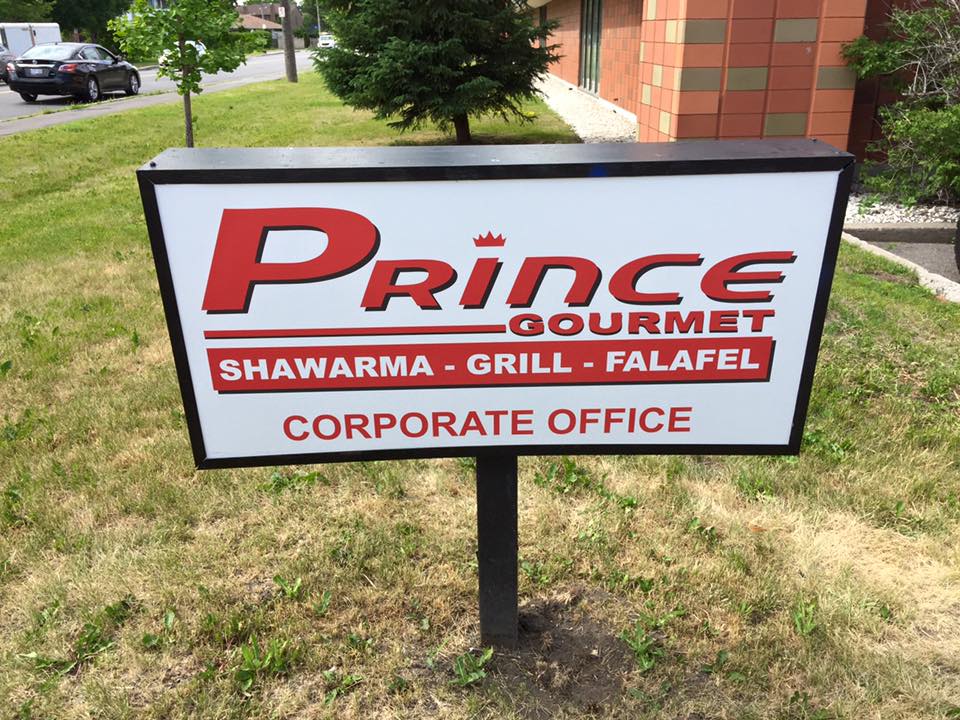 PRINCE
GOURMET
SHAWARMA - GRILL - FALAFEL
CORPORATE OFFICE